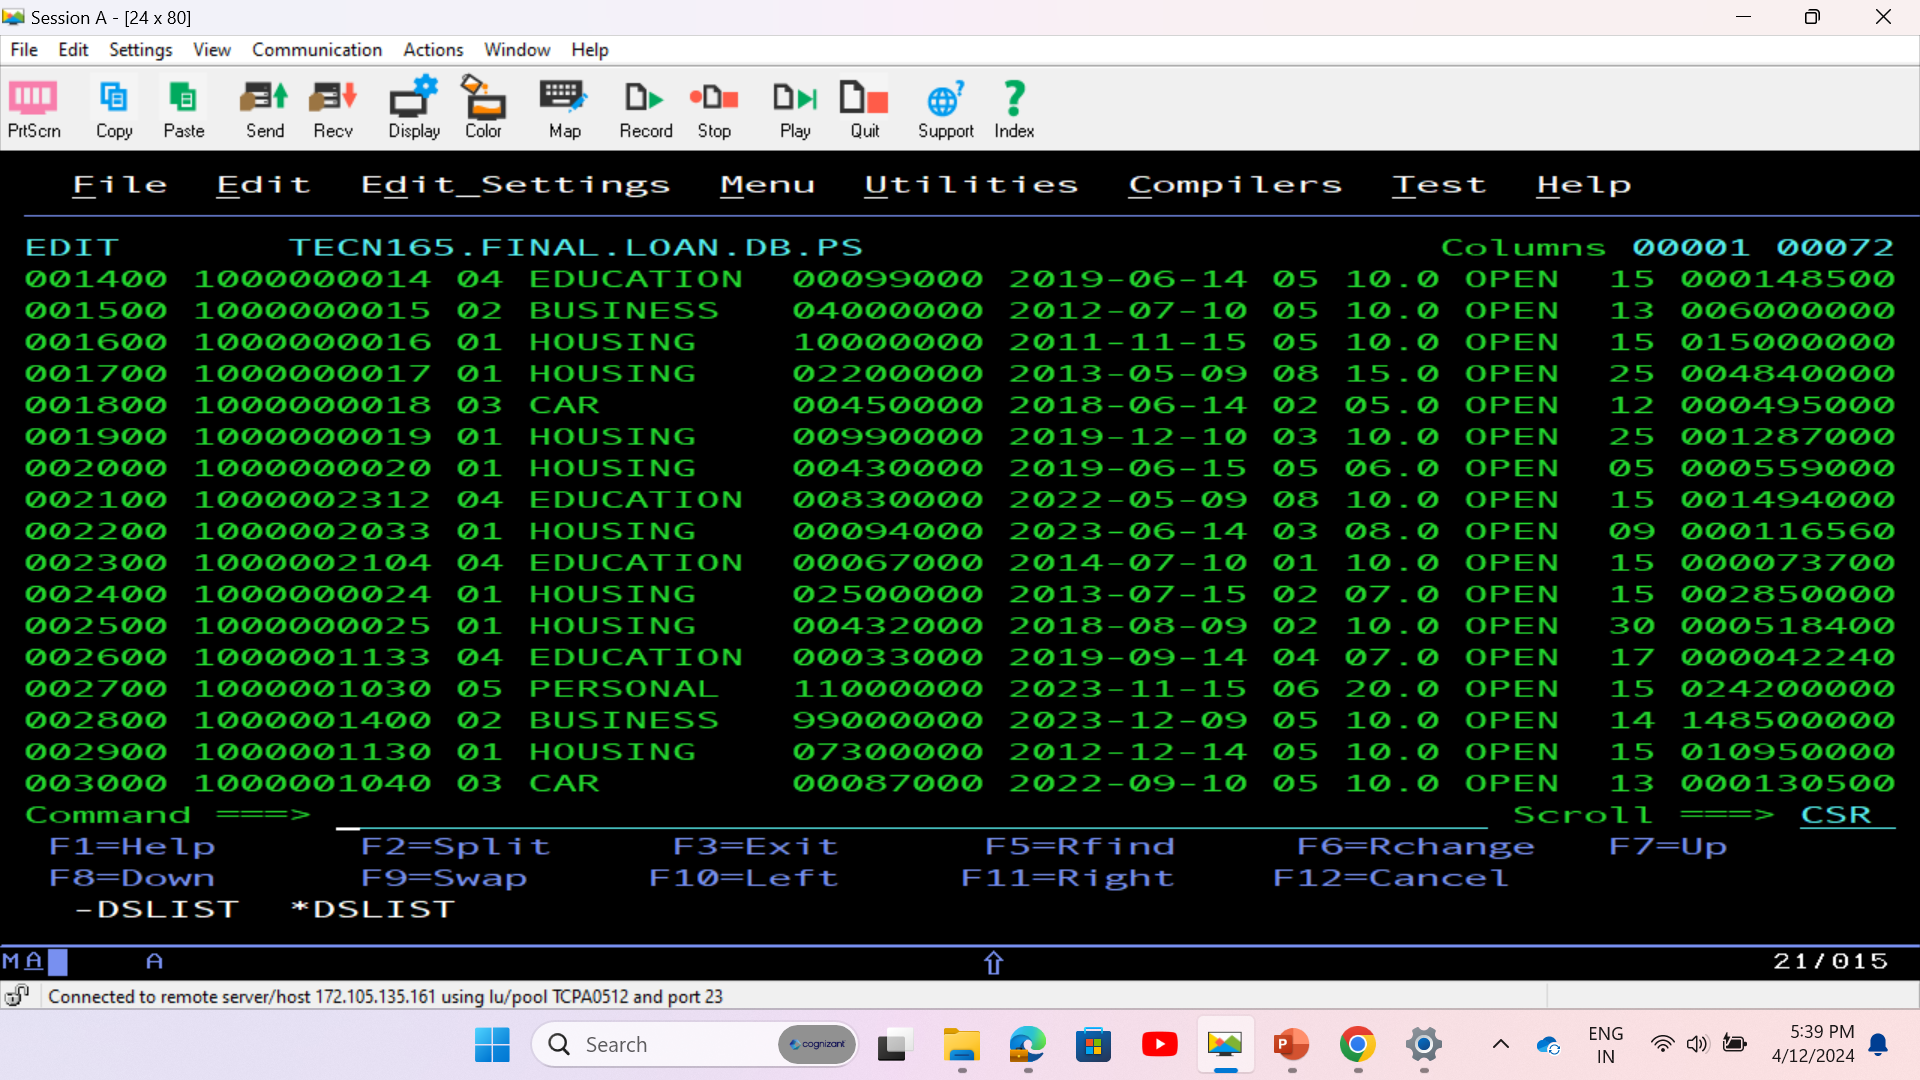 Session A - [24 x 80]
File Edit Settings View Communication Actions Window Help
PrtScrn Copy Paste Send Recv Display Color Map Record Stop Play Quit Support Index
File Edit Edit_Settings Menu Utilities Compilers Test Help
EDIT TECN165.FINAL.LOAN.DB.PS Columns 00001 00072
001400 1000000014 04 EDUCATION 00099000 2019-06-14 05 10.0 OPEN 15 000148500
001500 1000000015 02 BUSINESS 04000000 2012-07-10 05 10.0 OPEN 13 006000000
001600 1000000016 01 HOUSING 10000000 2011-11-15 05 10.0 OPEN 15 015000000
001700 1000000017 01 HOUSING 02200000 2013-05-09 08 15.0 OPEN 25 004840000
001800 1000000018 03 CAR 00450000 2018-06-14 02 05.0 OPEN 12 000495000
001900 1000000019 01 HOUSING 00990000 2019-12-10 03 10.0 OPEN 25 001287000
002000 1000000020 01 HOUSING 00430000 2019-06-15 05 06.0 OPEN 05 000559000
002100 1000002312 04 EDUCATION 00830000 2022-05-09 08 10.0 OPEN 15 001494000
002200 1000002033 01 HOUSING 00094000 2023-06-14 03 08.0 OPEN 09 000116560
002300 1000002104 04 EDUCATION 00067000 2014-07-10 01 10.0 OPEN 15 000073700
002400 1000000024 01 HOUSING 02500000 2013-07-15 02 07.0 OPEN 15 002850000
002500 1000000025 01 HOUSING 00432000 2018-08-09 02 10.0 OPEN 30 000518400
002600 1000001133 04 EDUCATION 00033000 2019-09-14 04 07.0 OPEN 17 000042240
002700 1000001030 05 PERSONAL 11000000 2023-11-15 06 20.0 OPEN 15 024200000
002800 1000001400 02 BUSINESS 99000000 2023-12-09 05 10.0 OPEN 14 148500000
002900 1000001130 01 HOUSING 07300000 2012-12-14 05 10.0 OPEN 15 010950000
003000 1000001040 03 CAR 00087000 2022-09-10 05 10.0 OPEN 13 000130500
Command ===> Scroll ===> CSR
F1=Help F2=Split F3=Exit F5=Rfind F6=Rchange F7=Up
F8=Down F9=Swap F10=Left F11=Right F12=Cancel
-DSLIST *DSLIST
MA A 21/015
Connected to remote server/host 172.105.135.161 using lu/pool TCPA0512 and port 23
Search cognizant ENG IN 5:39 PM
4/12/2024